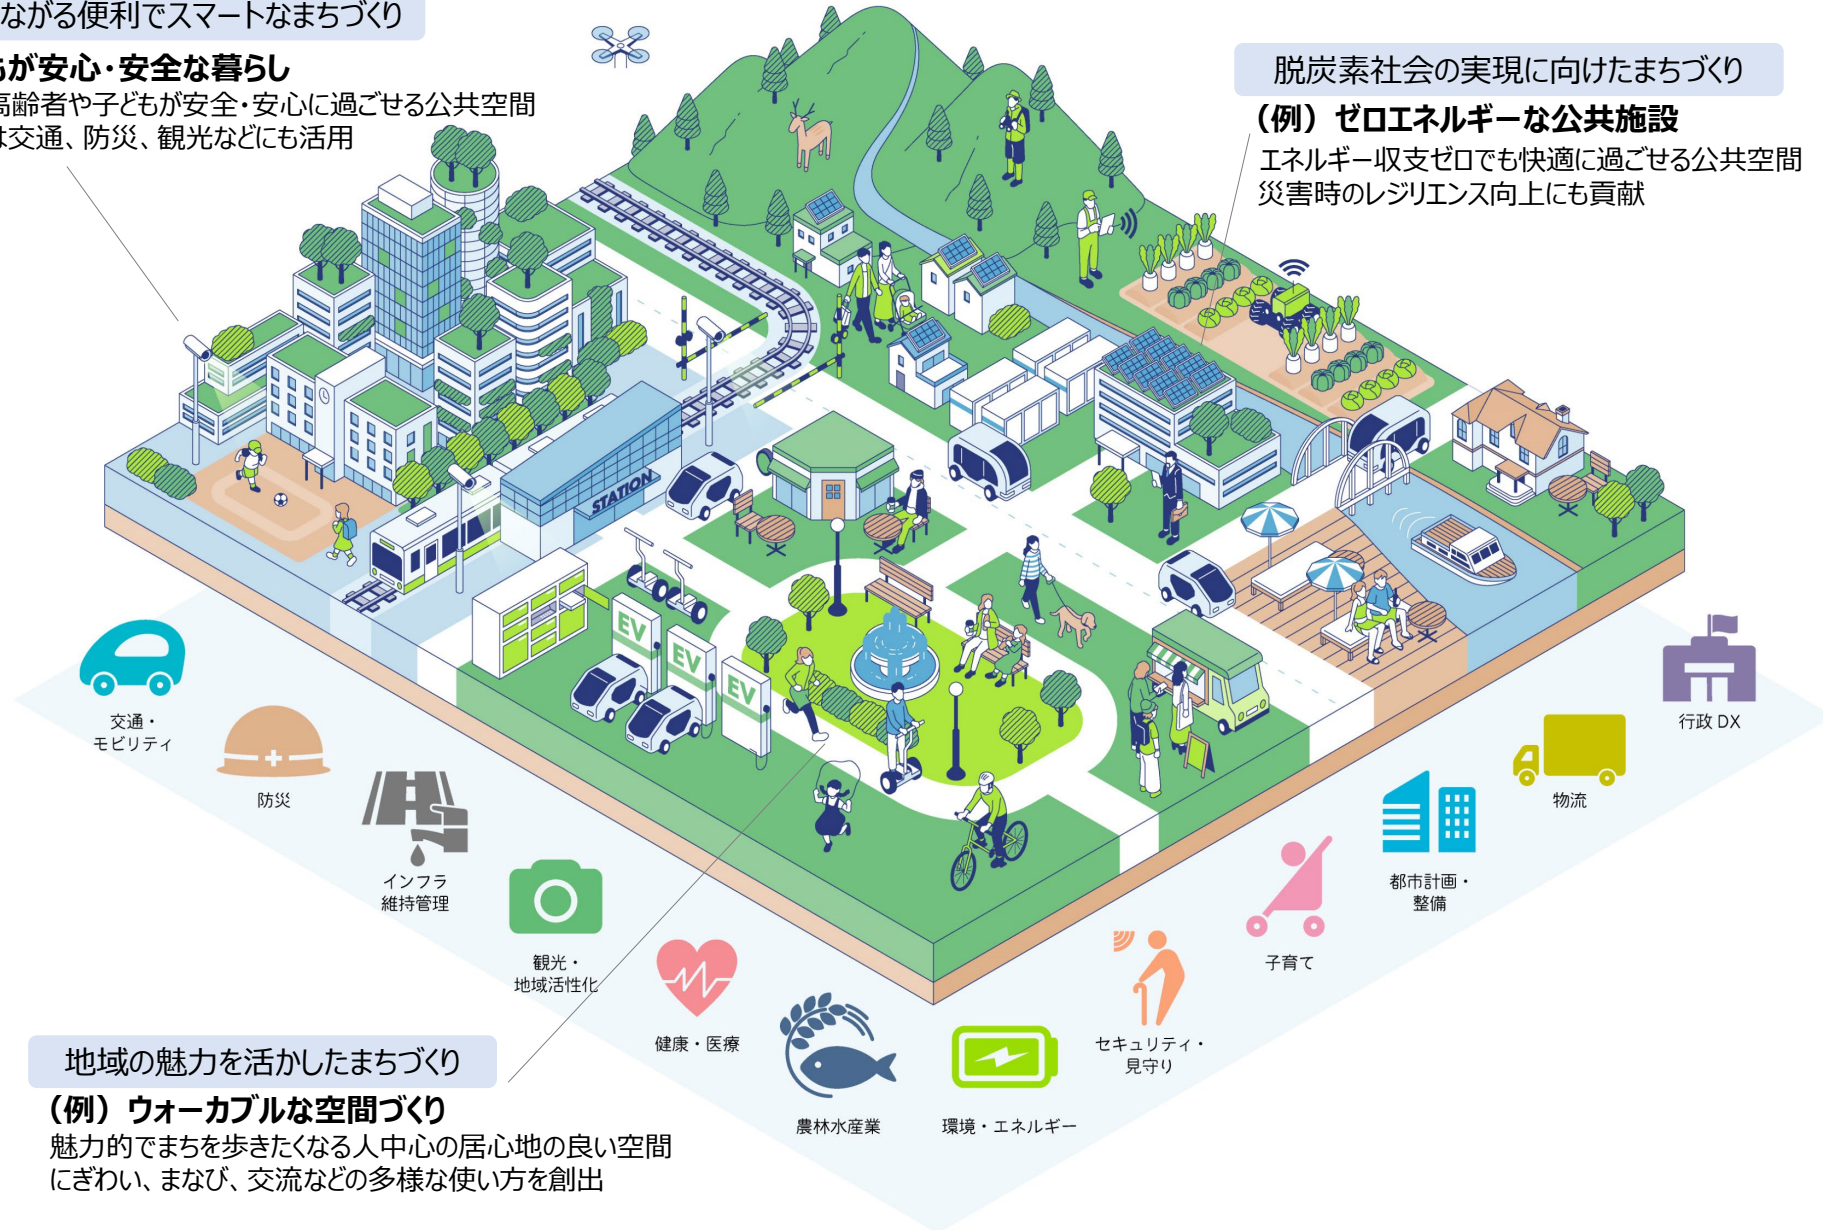 ながる便利でスマートなまちづくり
が安心・安全な暮らし
高齢者や子どもが安全・安心に過ごせる公共空間
は交通、防災、観光などにも活用
脱炭素社会の実現に向けたまちづくり
（例）ゼロエネルギーな公共施設
エネルギー収支ゼロでも快適に過ごせる公共空間
災害時のレジリエンス向上にも貢献
STATION
EV
EV
EV
交通・
モビリティ
防災
インフラ
維持管理
観光・
地域活性化
健康・医療
農林水産業
環境・エネルギー
セキュリティ・
見守り
子育て
都市計画・
整備
物流
行政 DX
地域の魅力を活かしたまちづくり
（例）ウォーカブルな空間づくり
魅力的でまちを歩きたくなる人中心の居心地の良い空間
にぎわい、まなび、交流などの多様な使い方を創出